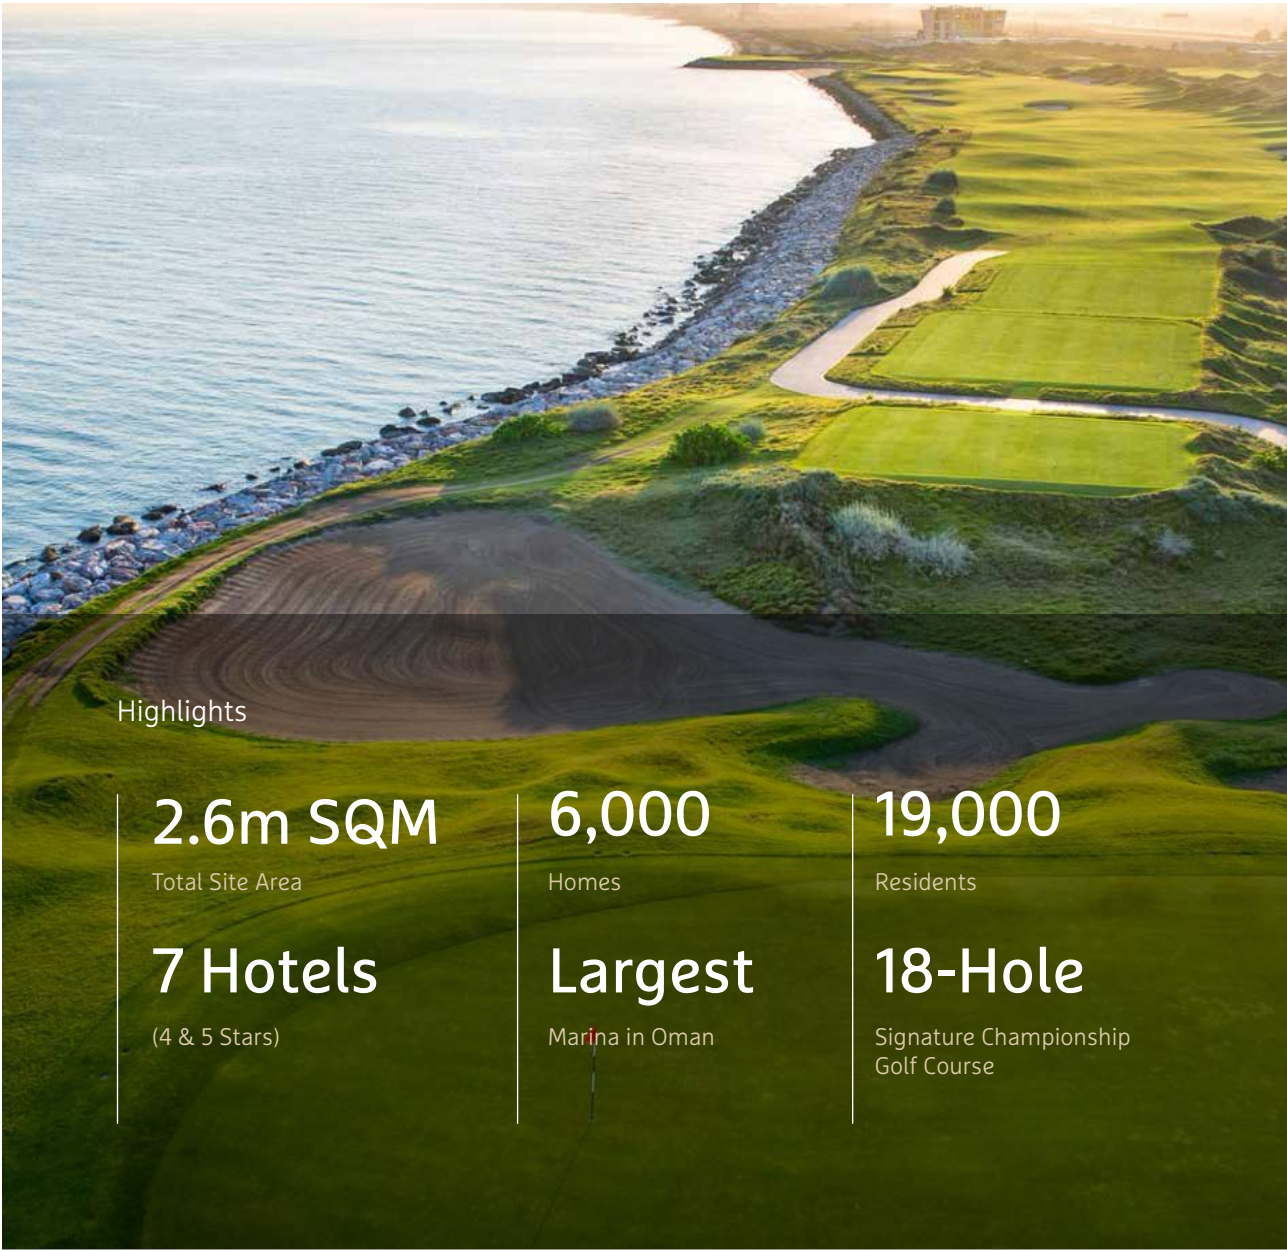 Highlights
2.6m SQM
Total Site Area
6,000
Homes
19,000
Residents
7 Hotels
(4 & 5 Stars)
Largest
Marina in Oman
18-Hole
Signature Championship
Golf Course